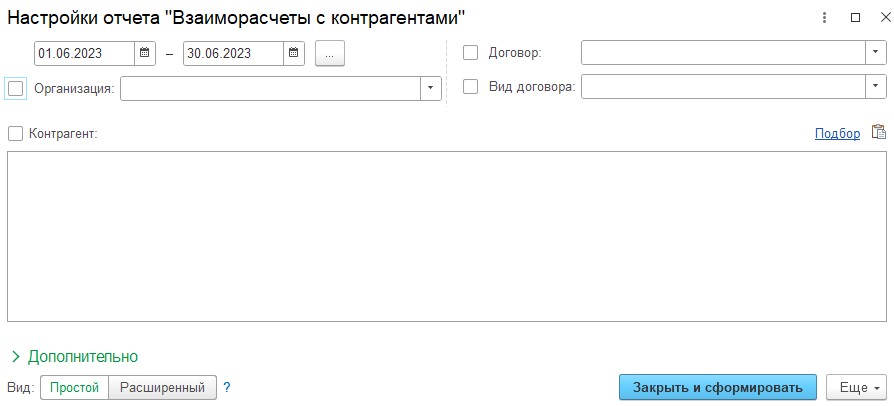 Настройки отчета "Взаиморасчеты с контрагентами"
01.06.2023 – 30.06.2023 ...
Договор:
Организация:
Вид договора:
Контрагент:
Подбор
Дополнительно
Вид: Простой Расширенный ?
Закрыть и сформировать
Еще